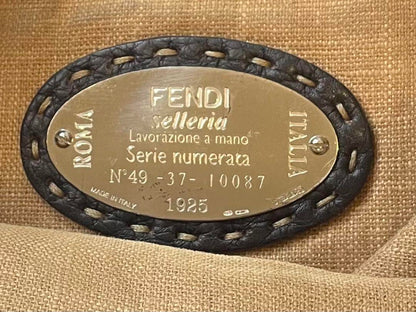 FENDI
selleria
Lavorazione a mano
Serie numerata
N°49 -37- 10087
ROMA
ITALIA
MADE IN ITALY
1925